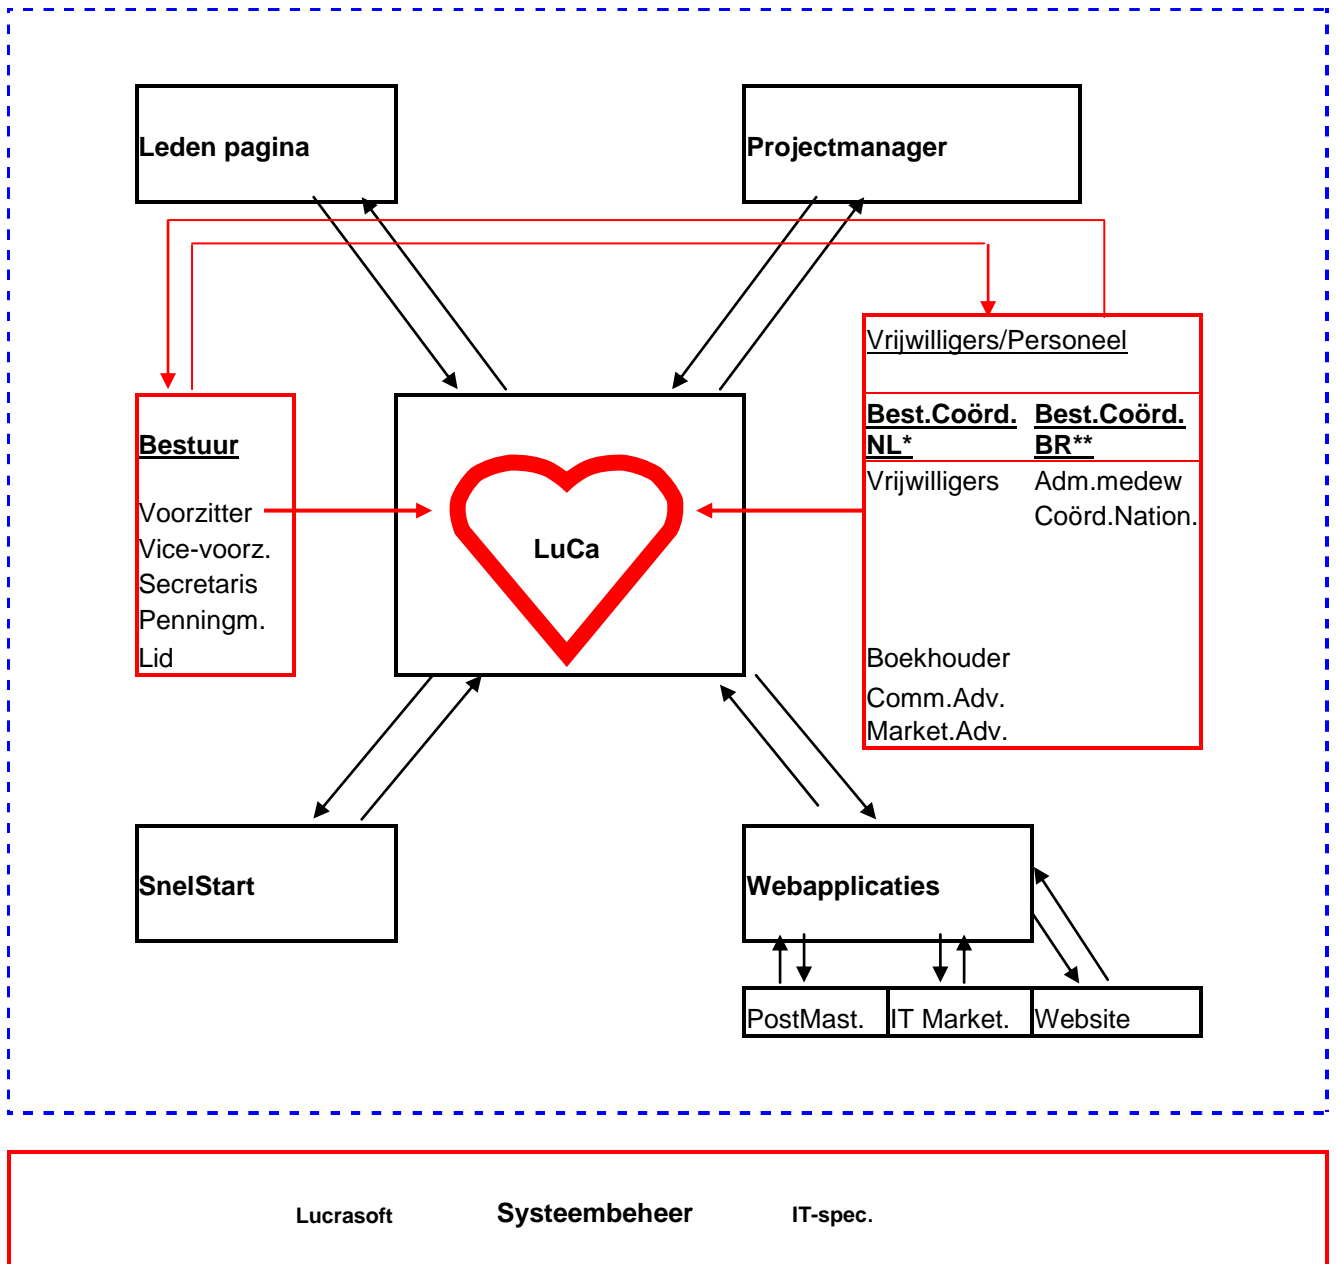 Leden pagina
Projectmanager
Vrijwilligers/Personeel
Best.Coörd. NL*
Best.Coörd. BR**
Vrijwilligers
Adm.medew
Coörd.Nation.
Boekhouder
Comm.Adv.
Market.Adv.
Bestuur
Voorzitter
Vice-voorz.
Secretaris
Penningm.
Lid
LuCa
SnelStart
Webapplicaties
PostMast.
IT Market.
Website
Lucrasoft
Systeembeheer
IT-spec.